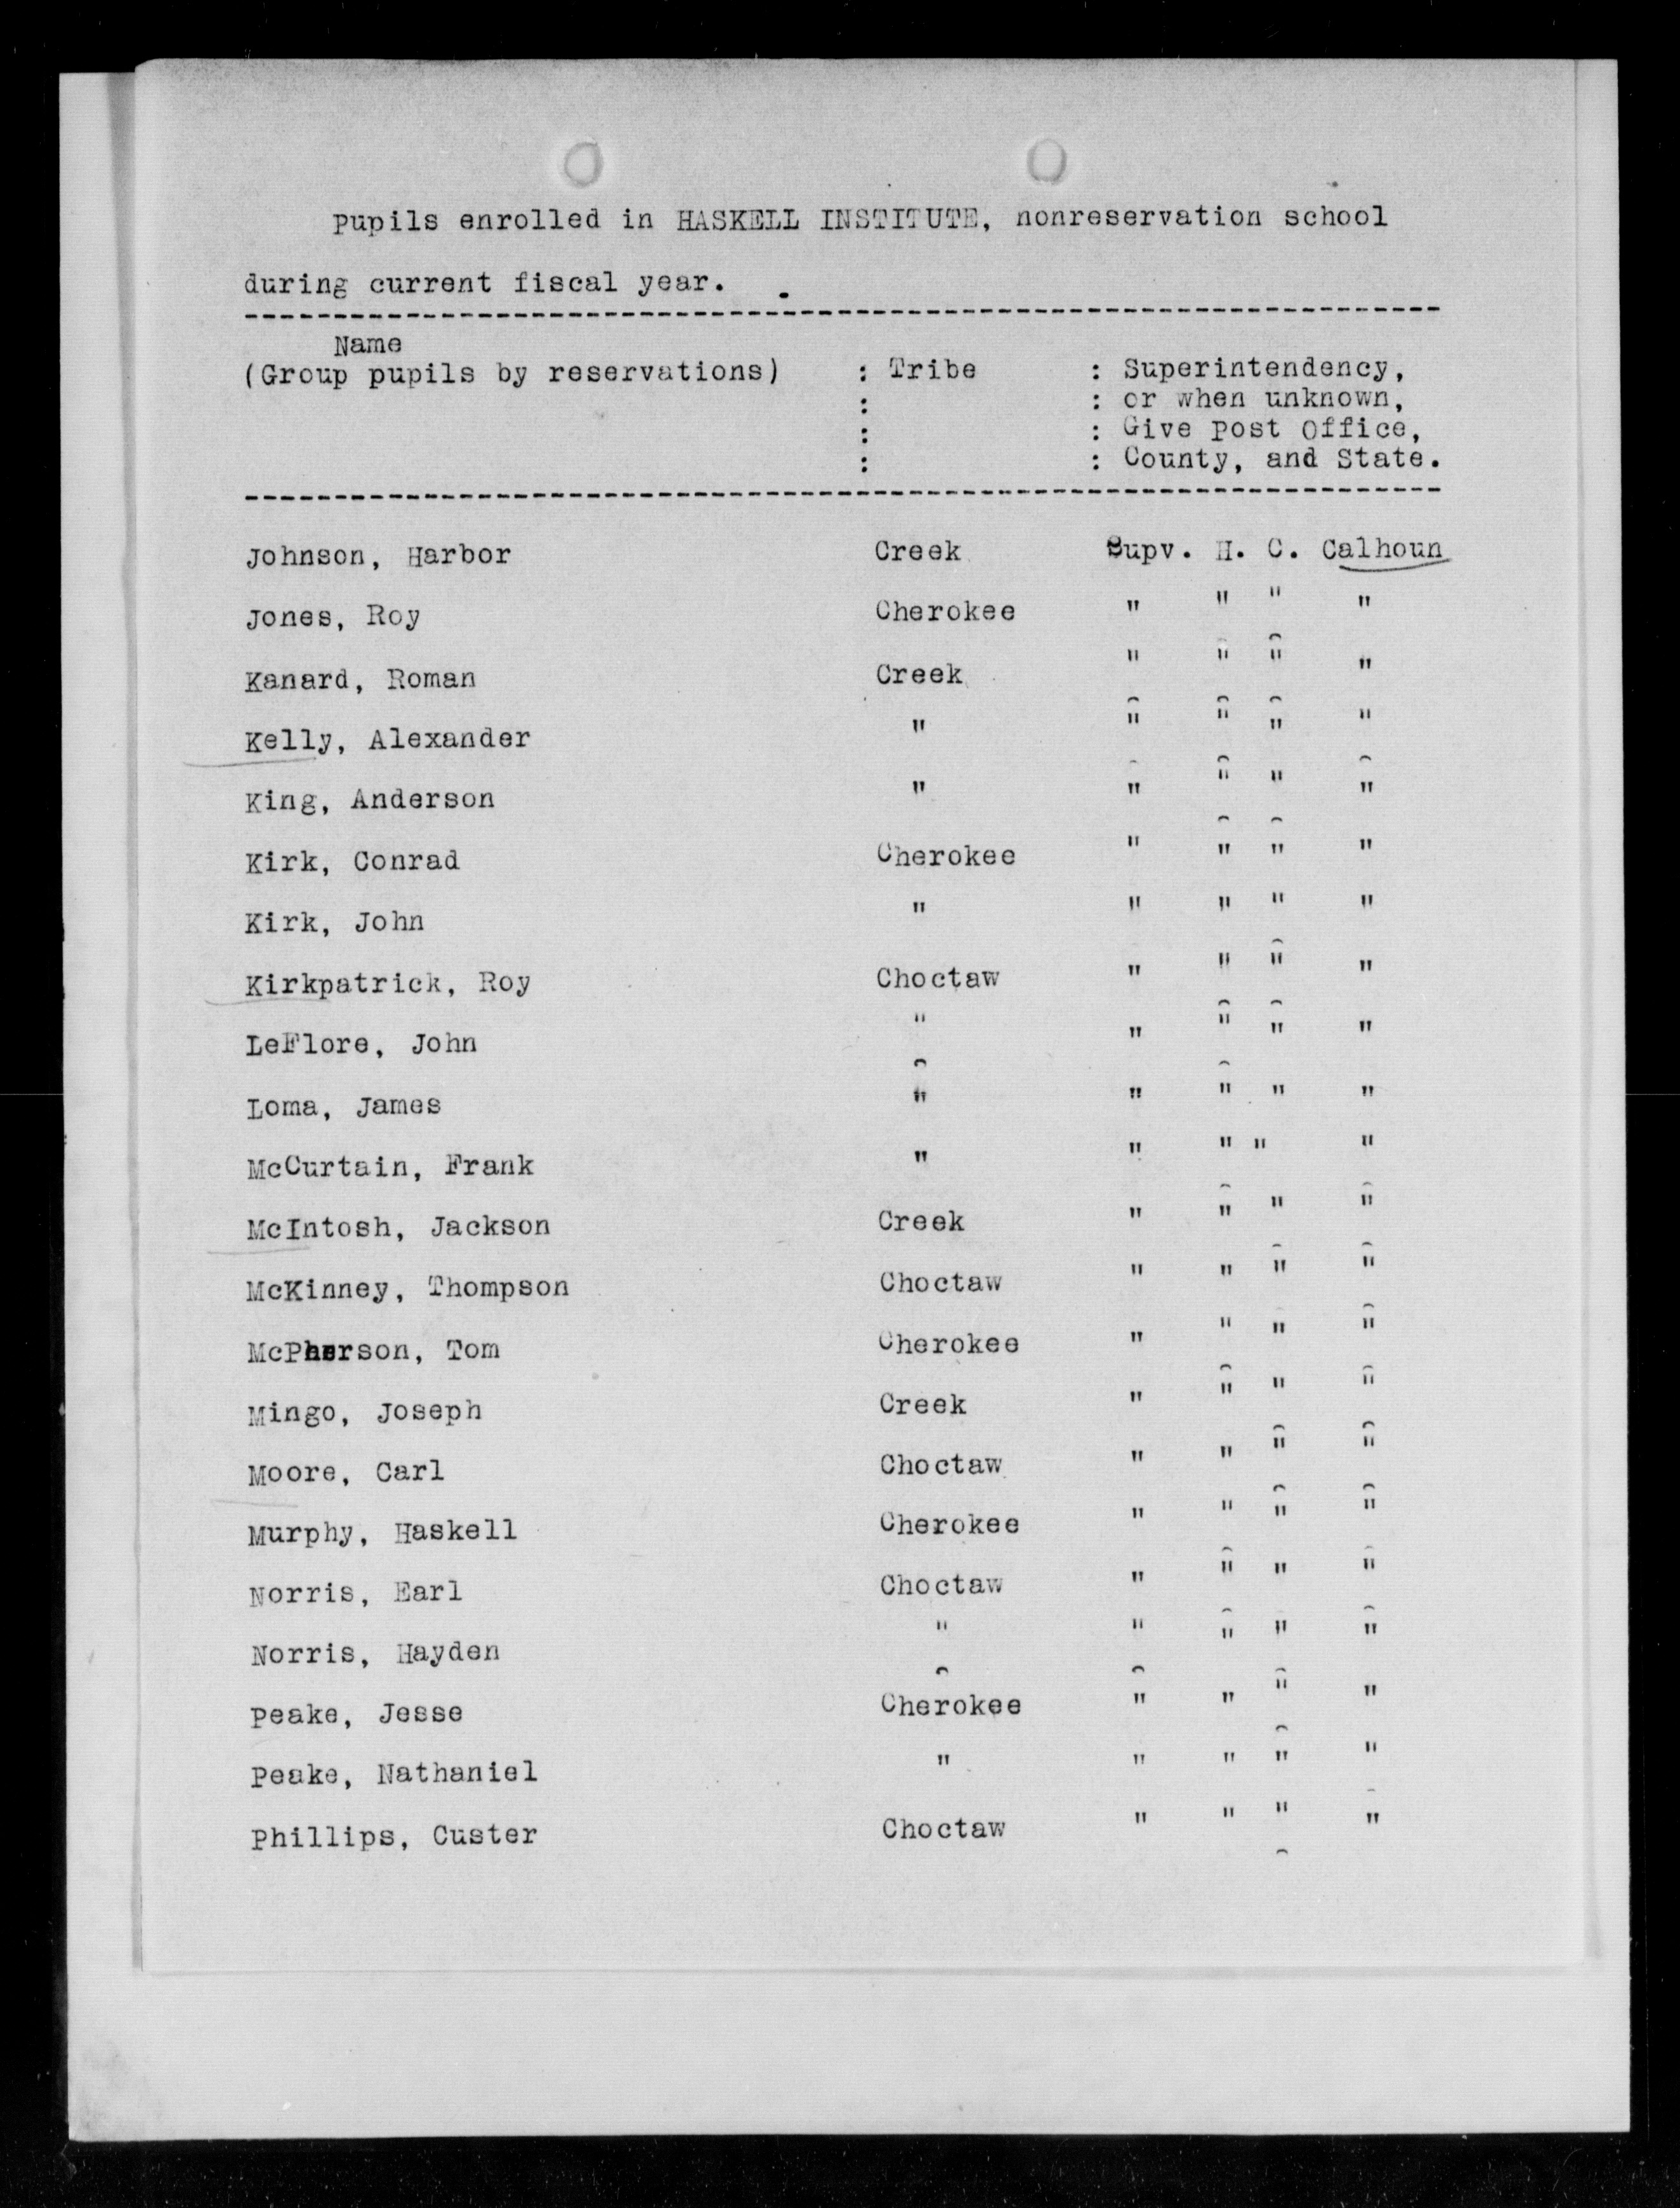 Pupils enrolled in HASKELL INSTITUTE, nonreservation school
during current fiscal year.
Name
(Group pupils by reservations) : Tribe : Superintendency,
: : or when unknown,
: : Give Post Office,
: : County, and State.
Johnson, Harbor Creek Supv. H. C. Calhoun
Jones, Roy Cherokee " " " "
Kanard, Roman Creek " " " "
Kelly, Alexander " " " " "
King, Anderson " " " " "
Kirk, Conrad Cherokee " " " "
Kirk, John " " " " "
Kirkpatrick, Roy Choctaw " " " "
LeFlore, John " " " " "
Loma, James " " " " "
McCurtain, Frank " " " " "
McIntosh, Jackson Creek " " " "
McKinney, Thompson Choctaw " " " "
McPherson, Tom Cherokee " " " "
Mingo, Joseph Creek " " " "
Moore, Carl Choctaw " " " "
Murphy, Haskell Cherokee " " " "
Norris, Earl Choctaw " " " "
Norris, Hayden " " " " "
Peake, Jesse Cherokee " " " "
Peake, Nathaniel " " " " "
Phillips, Custer Choctaw " " " "